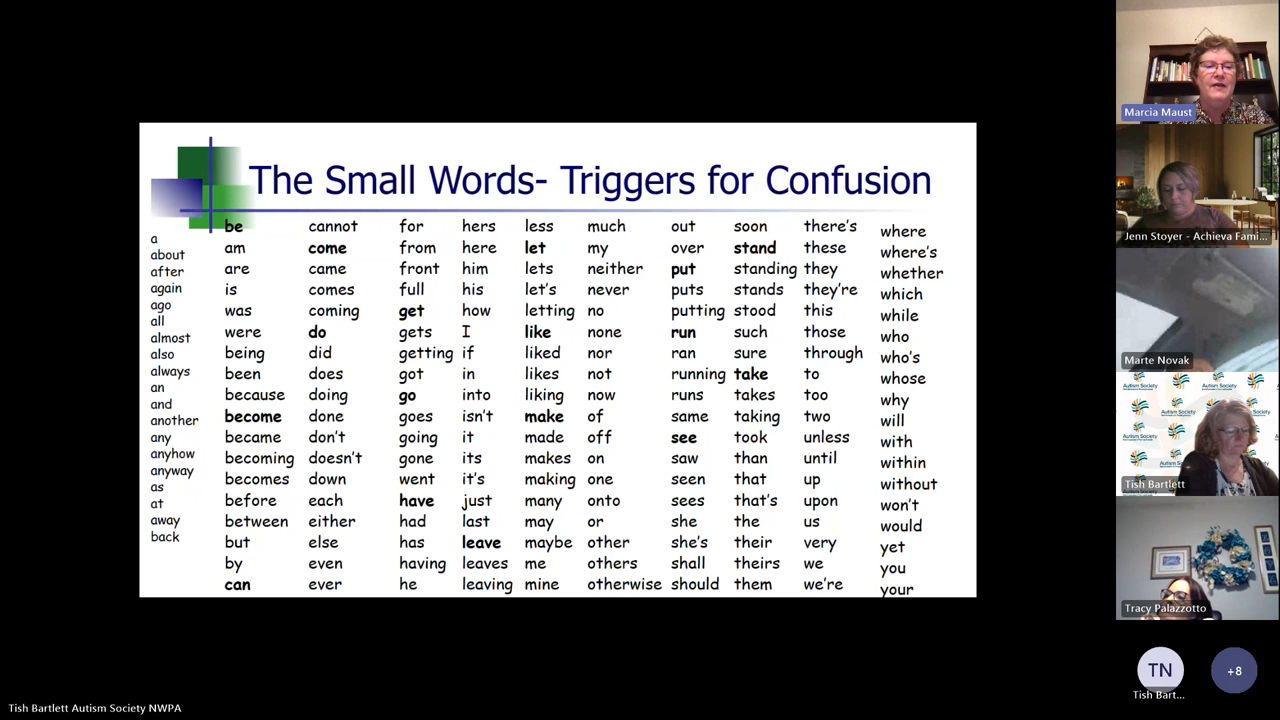 The Small Words- Triggers for Confusion
a
about
after
again
ago
all
almost
also
always
an
and
another
any
anyhow
anyway
as
at
away
back
be
am
are
is
was
were
being
been
because
become
became
becoming
becomes
before
between
but
by
can
cannot
come
came
comes
coming
do
did
does
doing
done
don't
doesn't
down
each
either
else
even
ever
for
from
front
full
get
gets
getting
got
go
goes
going
gone
went
have
had
has
having
he
hers
here
him
his
how
I
if
in
into
isn't
it
its
it's
just
last
leave
leaves
leaving
less
let
lets
let's
letting
like
liked
likes
liking
make
made
makes
making
many
may
maybe
me
mine
much
my
neither
never
no
none
nor
not
now
of
off
on
one
onto
or
other
others
otherwise
out
over
put
puts
putting
run
ran
running
runs
same
see
saw
seen
sees
she
she's
shall
should
soon
stand
standing
stands
stood
such
sure
take
takes
taking
took
than
that
that's
the
their
theirs
them
there's
these
they
they're
this
those
through
to
too
two
unless
until
up
upon
us
very
we
we're
where
where's
whether
which
while
who
who's
whose
why
will
with
within
without
won't
would
yet
you
your
Marcia Maust
Jenn Stoyer - Achieva Fami...
Marte Novak
Autism Society
Autism Society
Autism Society
Autism Society
Tish Bartlett
Tracy Palazzotto
TN
+8
Tish Bart...
Tish Bartlett Autism Society NWPA